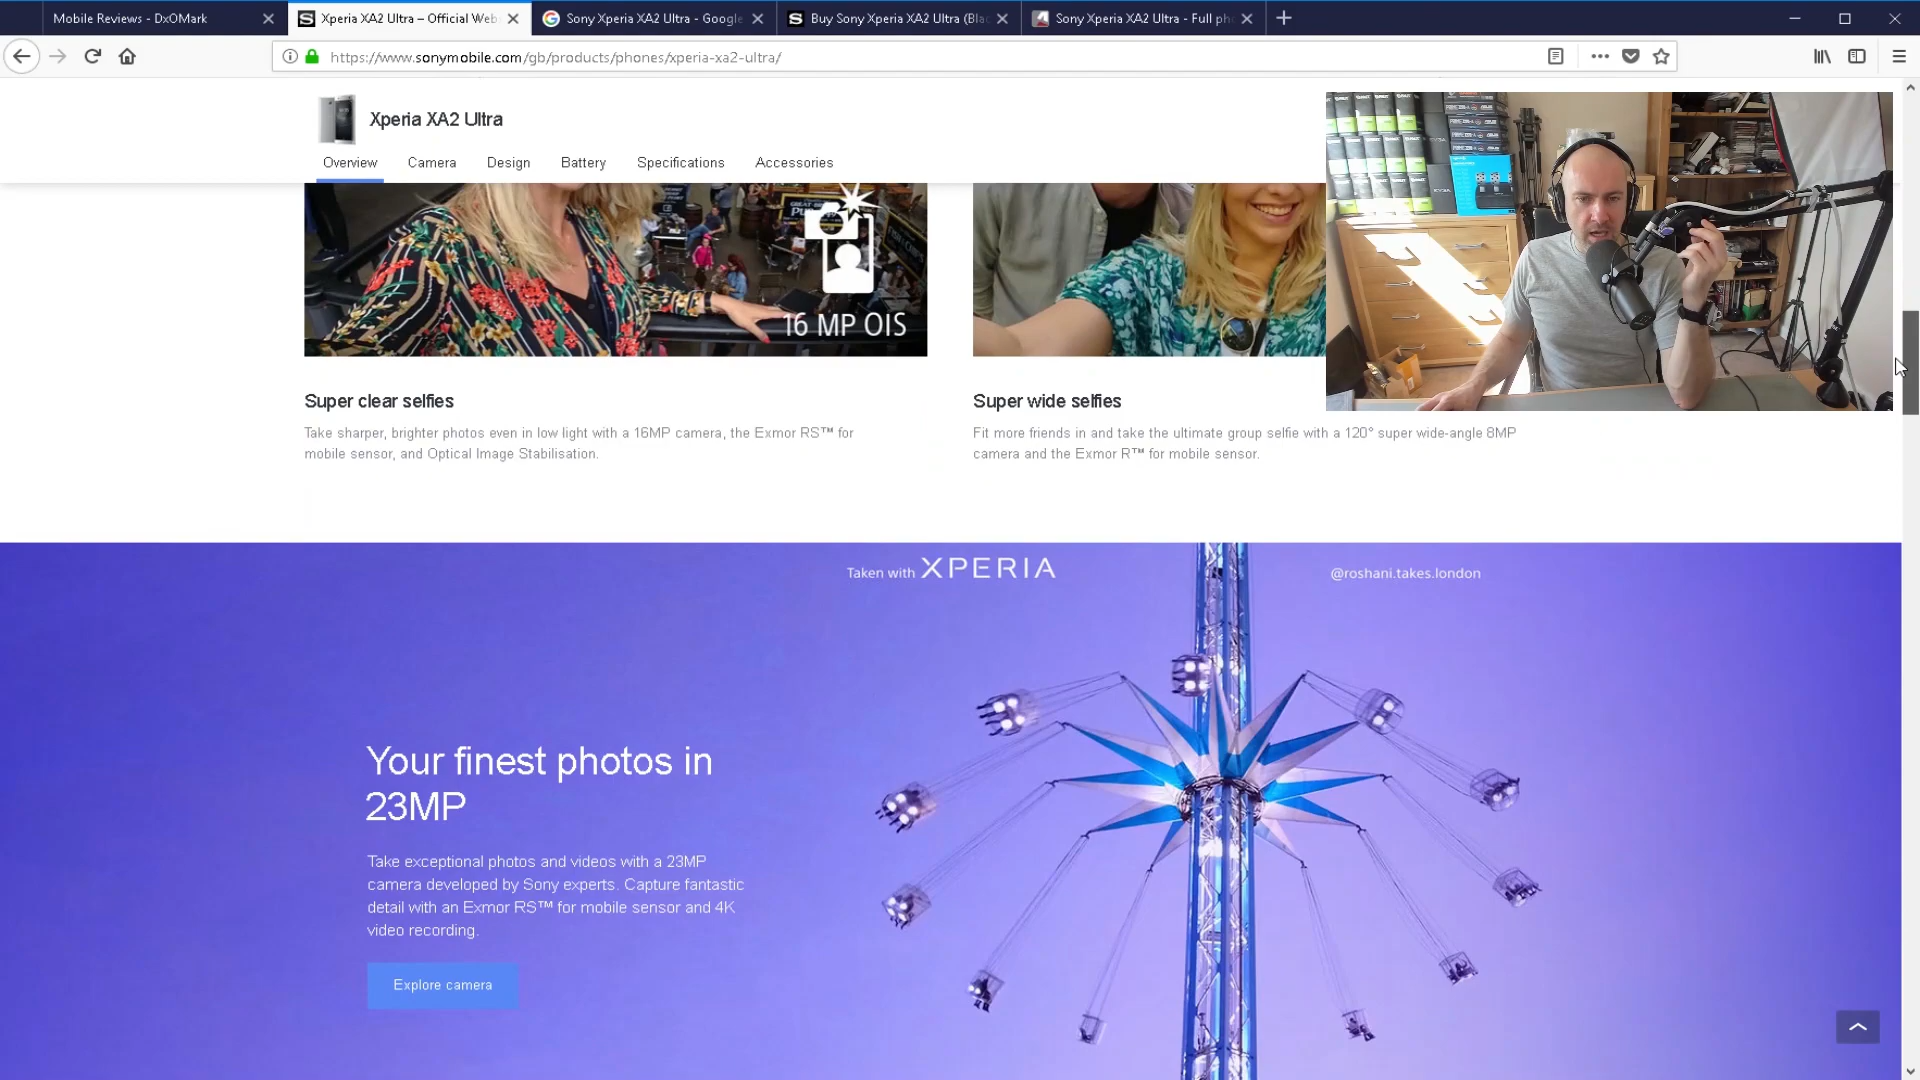 Mobile Reviews - DxOMark
Xperia XA2 Ultra – Official Web
Sony Xperia XA2 Ultra - Google
Buy Sony Xperia XA2 Ultra (Blac
Sony Xperia XA2 Ultra - Full ph
https://www.sonymobile.com/gb/products/phones/xperia-xa2-ultra/
Xperia XA2 Ultra
Overview
Camera
Design
Battery
Specifications
Accessories
16 MP OIS
Super clear selfies
Take sharper, brighter photos even in low light with a 16MP camera, the Exmor RS™ for
mobile sensor, and Optical Image Stabilisation.
Super wide selfies
Fit more friends in and take the ultimate group selfie with a 120° super wide-angle 8MP
camera and the Exmor R™ for mobile sensor.
Taken with XPERIA
@roshani.takes.london
Your finest photos in
23MP
Take exceptional photos and videos with a 23MP
camera developed by Sony experts. Capture fantastic
detail with an Exmor RS™ for mobile sensor and 4K
video recording.
Explore camera